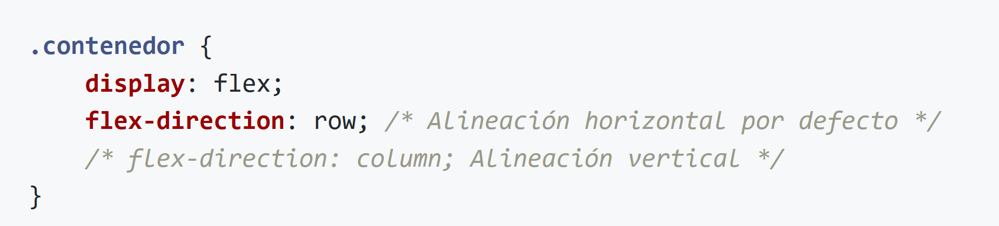 .contenedor {
    display: flex;
    flex-direction: row; /* Alineación horizontal por defecto */
    /* flex-direction: column; Alineación vertical */
}